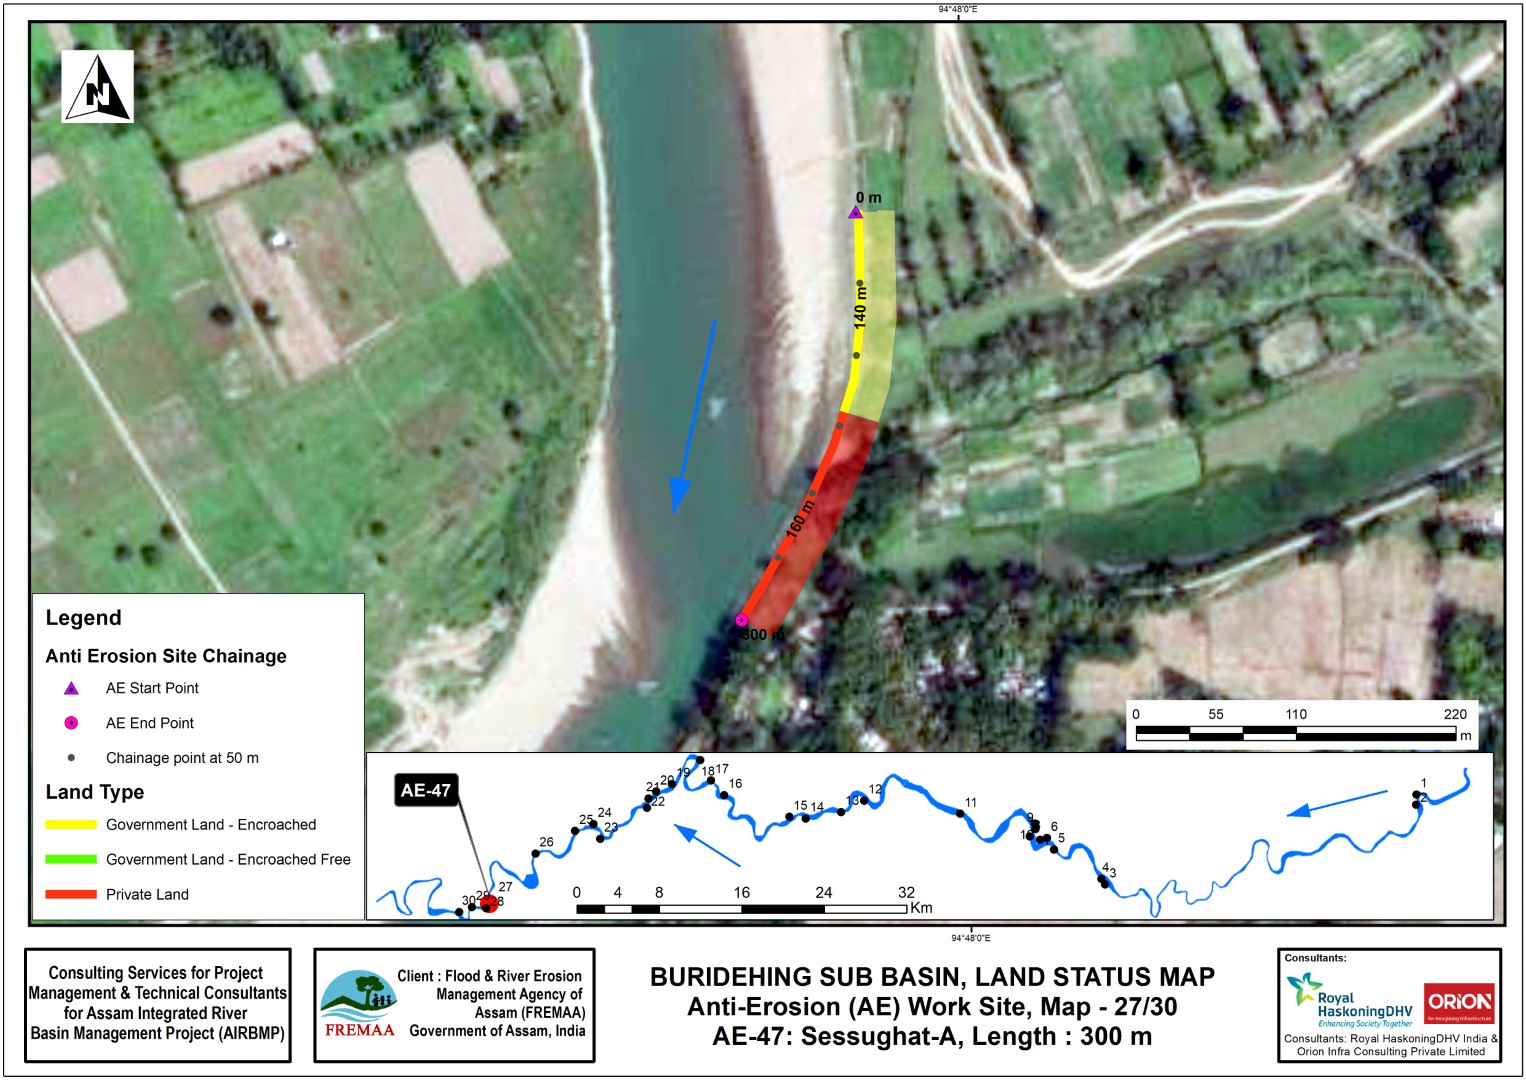 94°48'0"E
N
0 m
140 m
160 m
300 m
Legend
Anti Erosion Site Chainage
AE Start Point
AE End Point
Chainage point at 50 m
Land Type
Government Land - Encroached
Government Land - Encroached Free
Private Land
0 55 110 220
m
AE-47
1
2
3
4
5
6
9
10
11
12
13
14
15
16
17
18
19
20
21
22
23
24
25
26
27
28
29
30
0 4 8 16 24 32
Km
94°48'0"E
Consulting Services for Project
Management & Technical Consultants
for Assam Integrated River
Basin Management Project (AIRBMP)
FREMAA
Client : Flood & River Erosion
Management Agency of
Assam (FREMAA)
Government of Assam, India
BURIDEHING SUB BASIN, LAND STATUS MAP
Anti-Erosion (AE) Work Site, Map - 27/30
AE-47: Sessughat-A, Length : 300 m
Consultants:
Royal
HaskoningDHV
Enhancing Society Together
ORION
Re-imagining infrastructure
Consultants: Royal HaskoningDHV India &
Orion Infra Consulting Private Limited